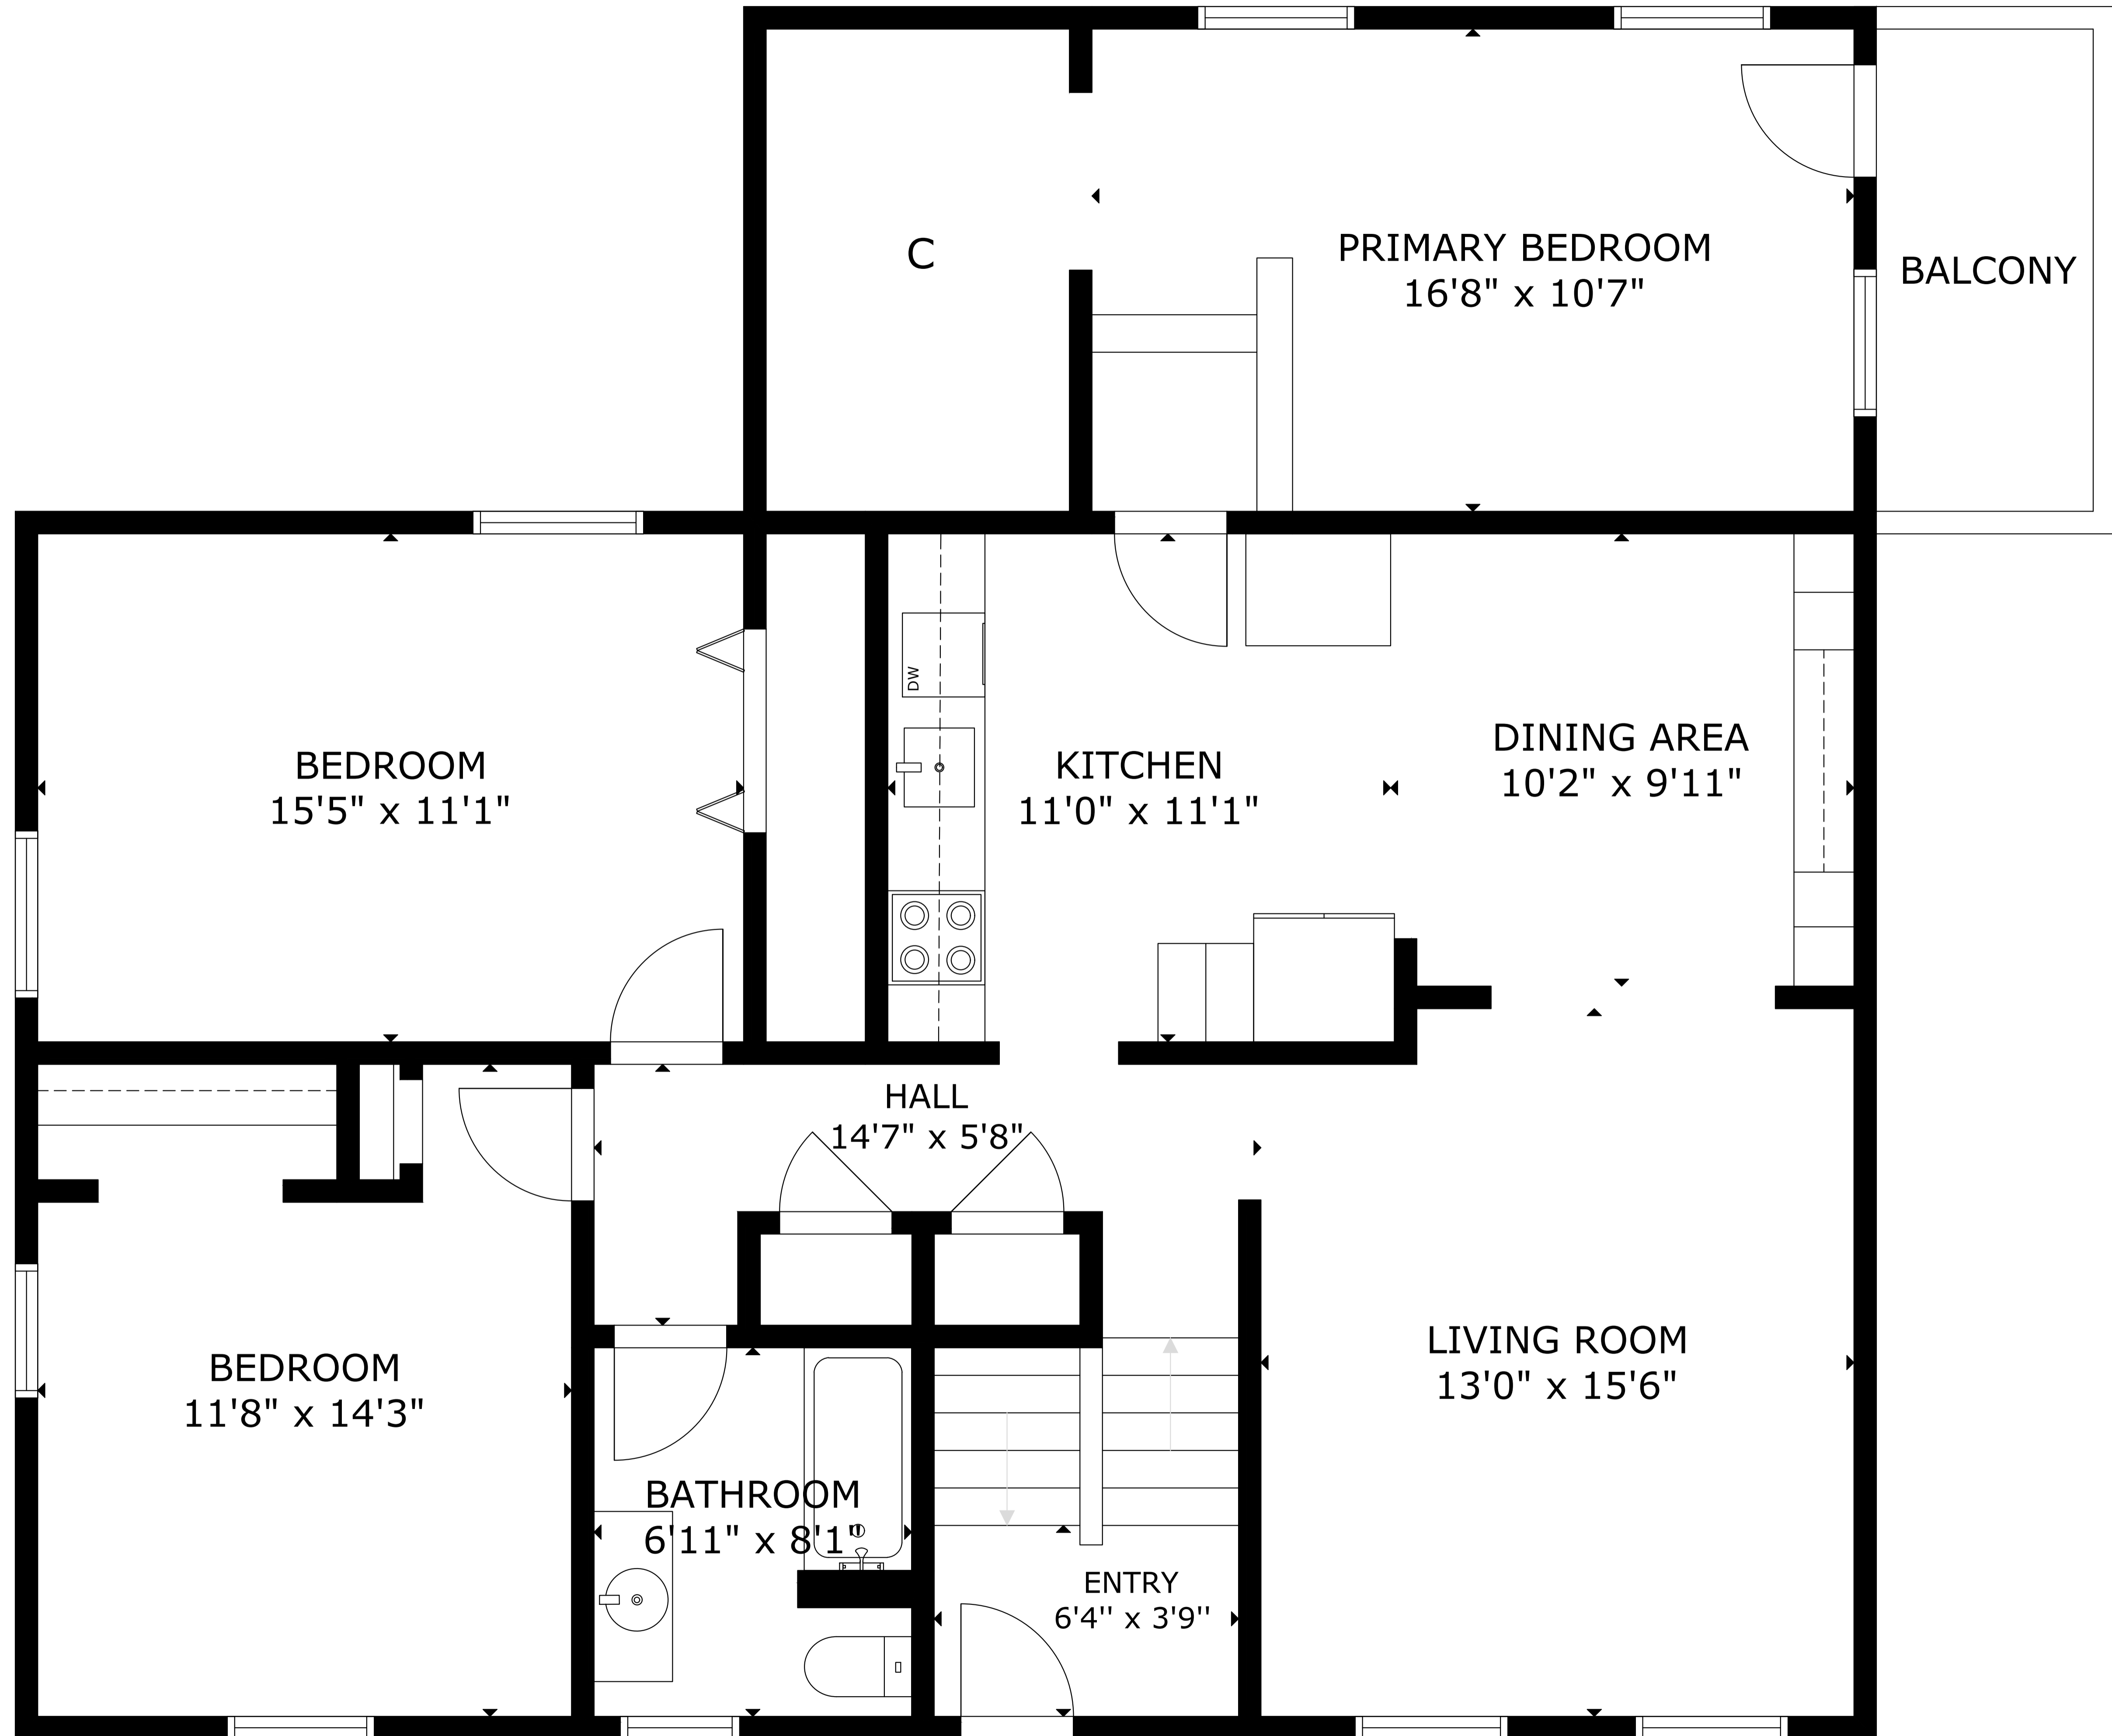 C
PRIMARY BEDROOM
16'8" x 10'7"
BALCONY
BEDROOM
15'5" x 11'1"
DW
KITCHEN
11'0" x 11'1"
DINING AREA
10'2" x 9'11"
HALL
14'7" x 5'8"
BEDROOM
11'8" x 14'3"
LIVING ROOM
13'0" x 15'6"
BATHROOM
6'11" x 8'1"
ENTRY
6'4'' x 3'9''